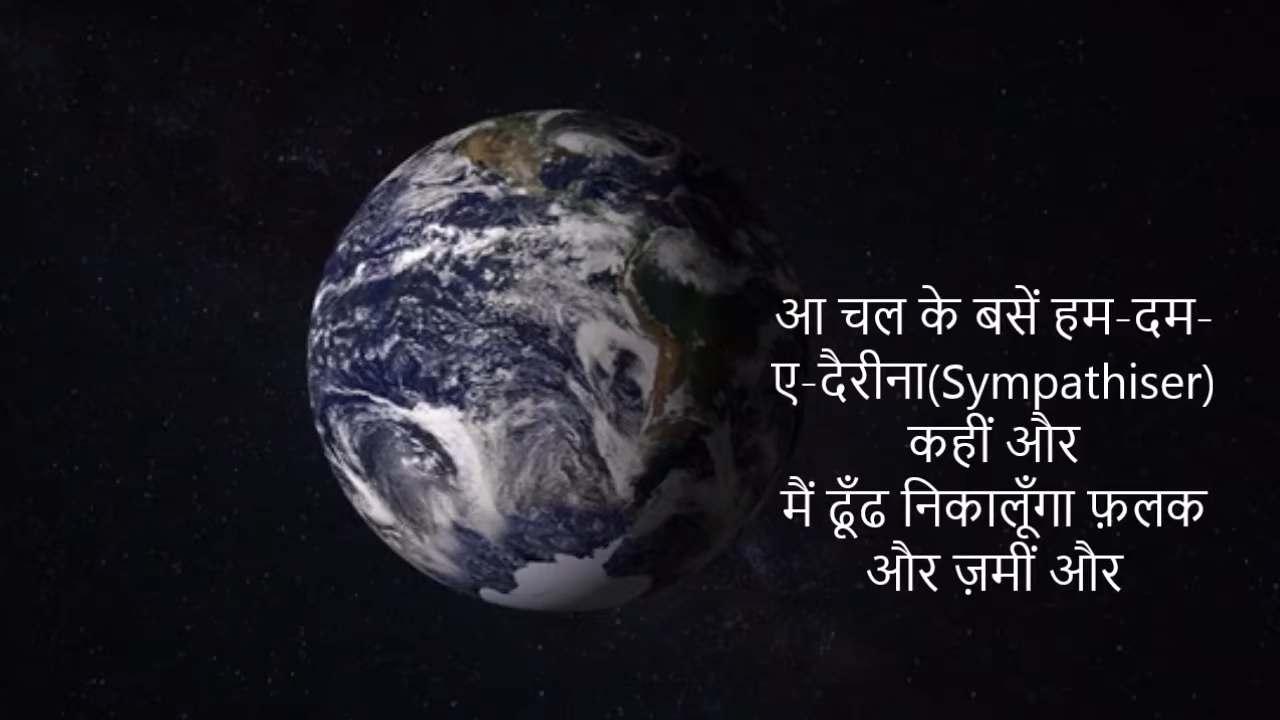 आ चल के बसें हम-दम-
ए-दैरीना(Sympathiser)
कहीं और
मैं ढूँढ निकालूँगा फ़लक
और ज़मीं और